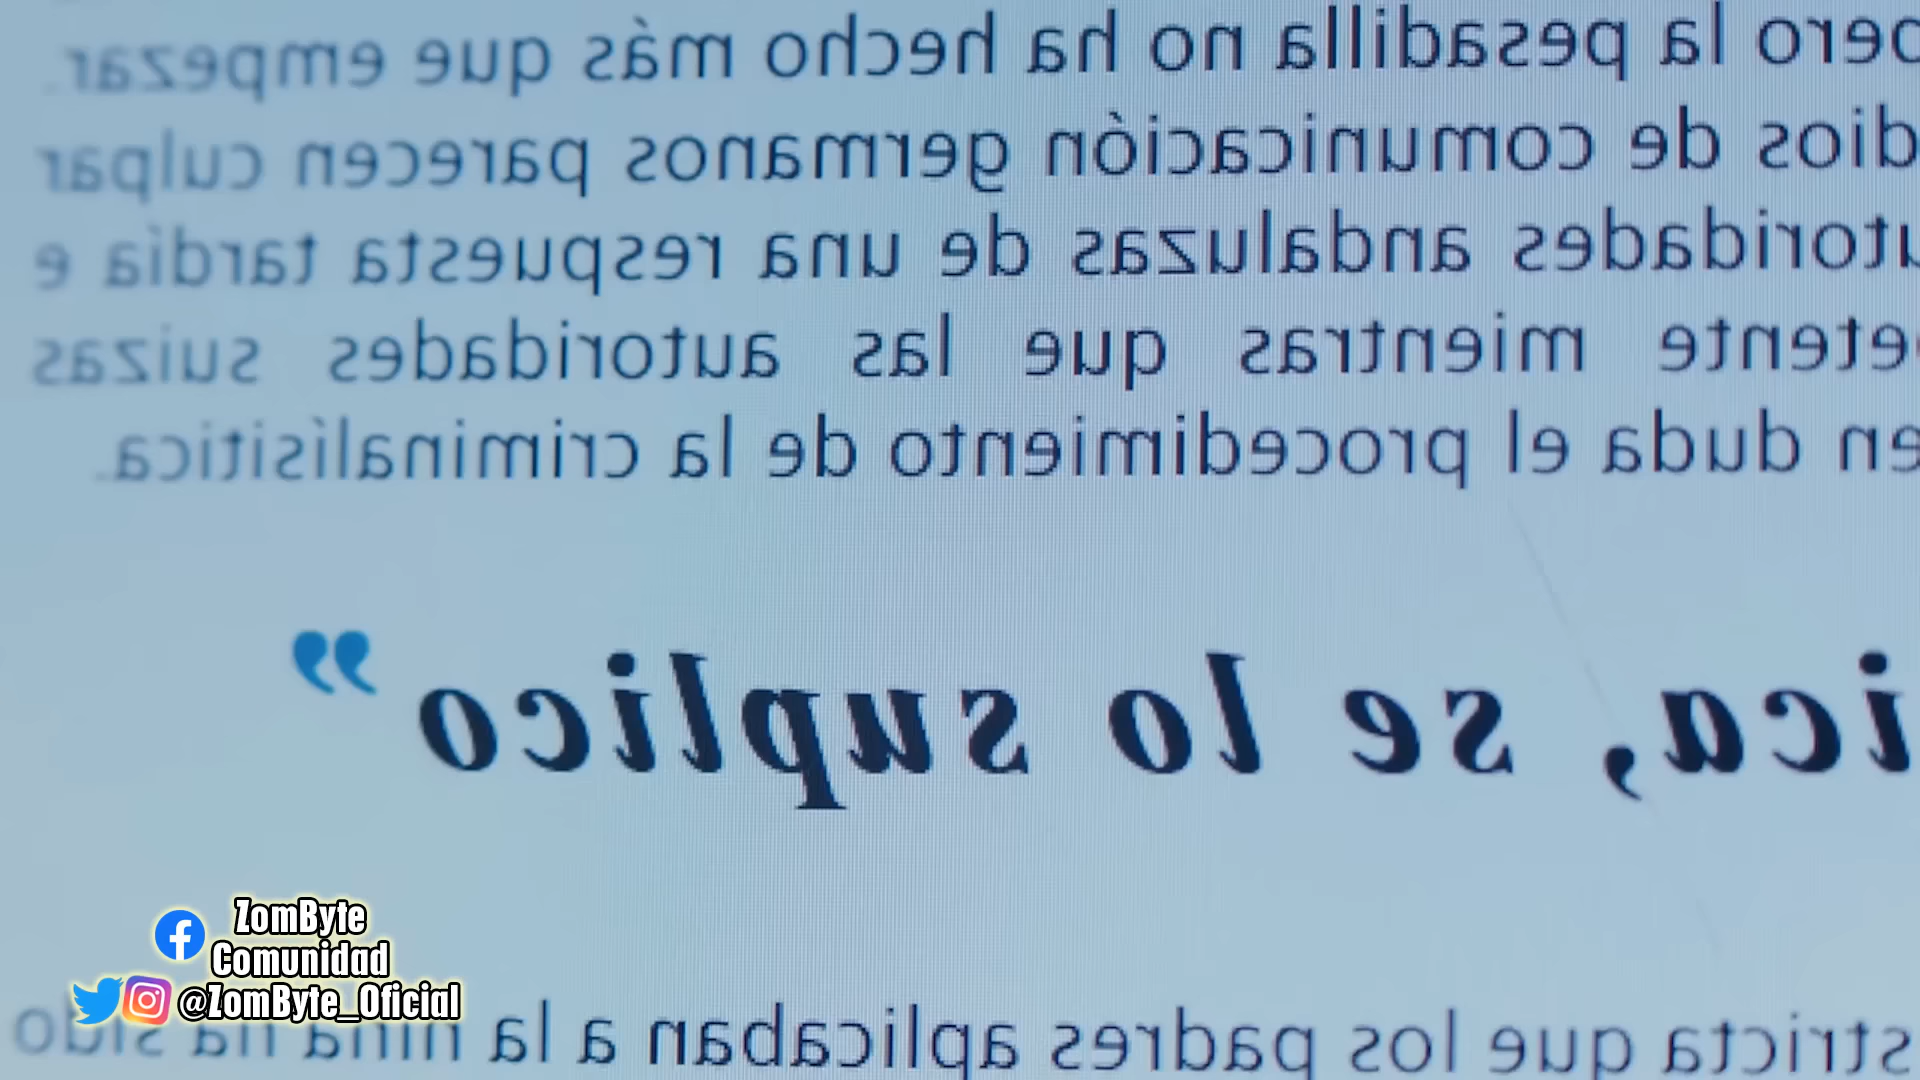 pero la pesadilla no ha hecho más que empezar.
dios de comunicación germanos parecen culpar
utoridades andaluzas de una respuesta tardía e
etente mientras que las autoridades suizas
en duda el procedimiento de la criminalísitica.
ica, se lo suplico ”
stricta que los padres aplicaban a la niña ha sido
ZomByte
Comunidad
@ZomByte_Oficial